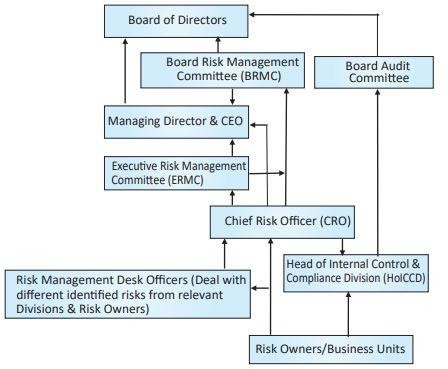 Board of Directors
Board Risk Management
Committee (BRMC)
Board Audit
Committee
Managing Director & CEO
Executive Risk Management
Committee (ERMC)
Chief Risk Officer (CRO)
Head of Internal Control &
Compliance Division (HoICCD)
Risk Management Desk Officers (Deal with
different identified risks from relevant
Divisions & Risk Owners)
Risk Owners/Business Units